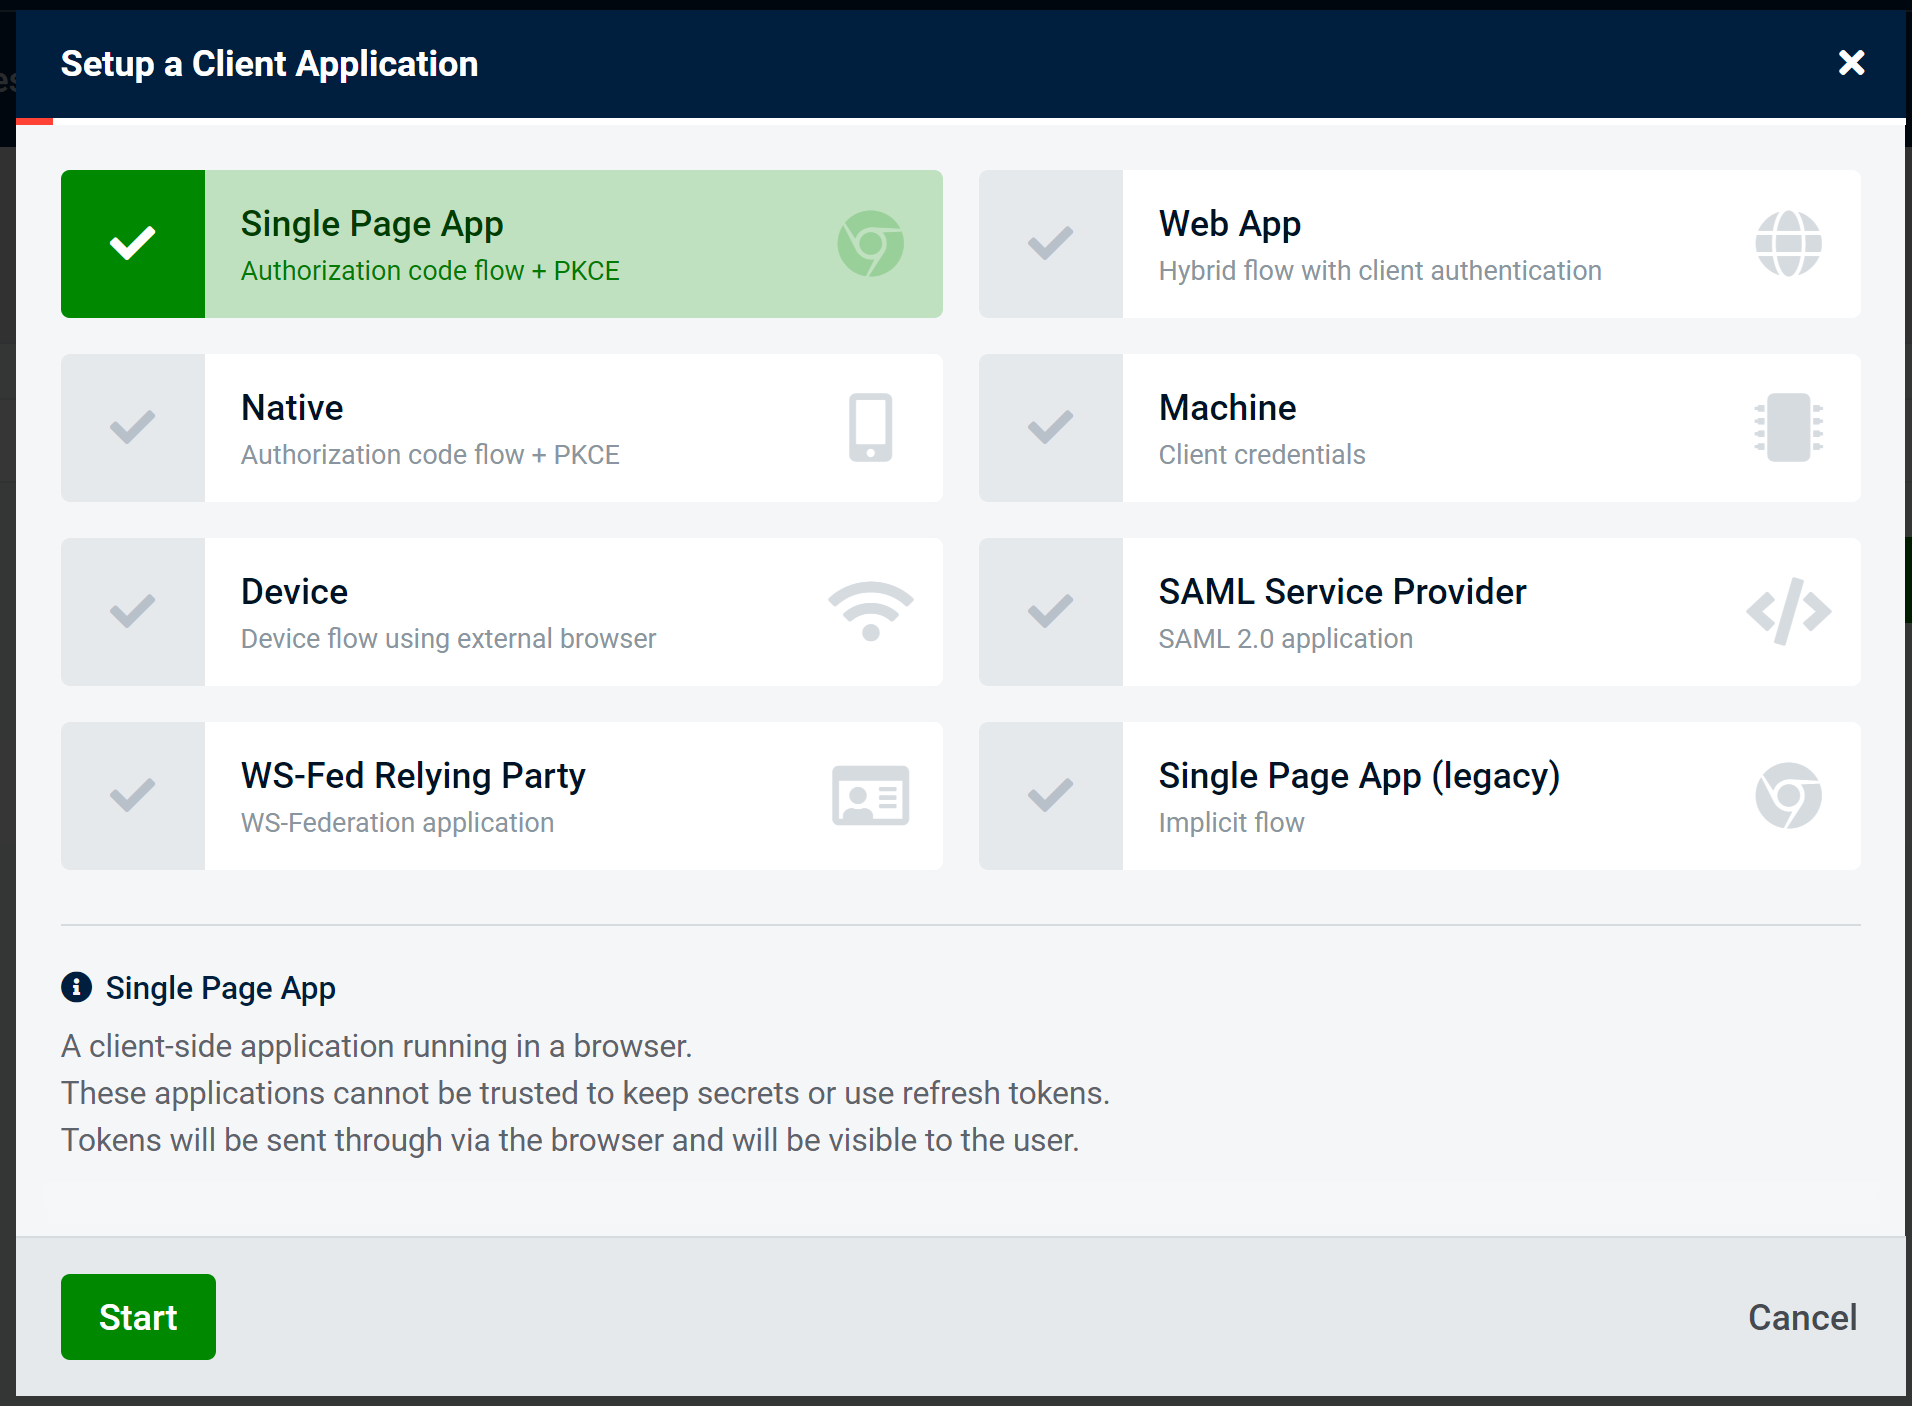 Setup a Client Application
Single Page App
Authorization code flow + PKCE
Web App
Hybrid flow with client authentication
Native
Authorization code flow + PKCE
Machine
Client credentials
Device
Device flow using external browser
SAML Service Provider
SAML 2.0 application
WS-Fed Relying Party
WS-Federation application
Single Page App (legacy)
Implicit flow
Single Page App
A client-side application running in a browser.
These applications cannot be trusted to keep secrets or use refresh tokens.
Tokens will be sent through via the browser and will be visible to the user.
Start
Cancel